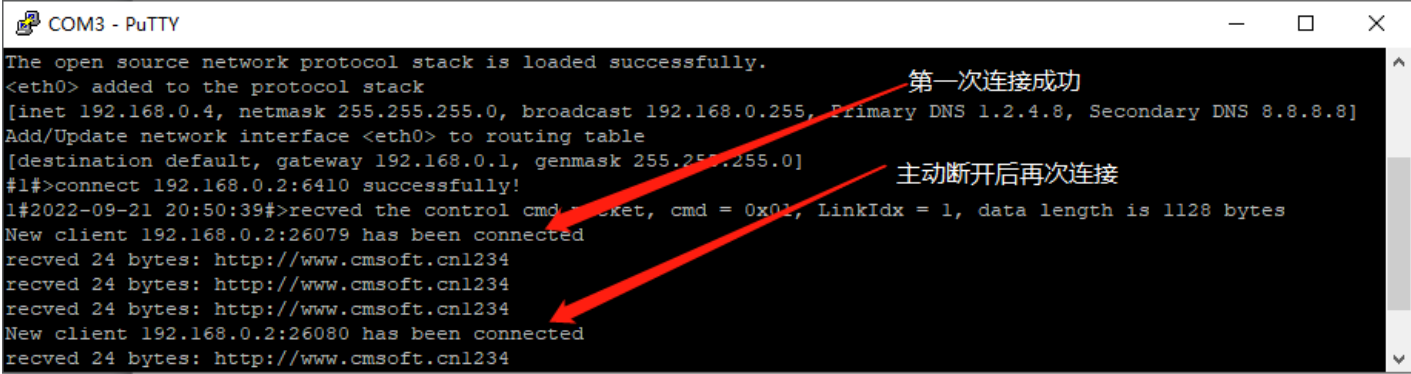 COM3 - PuTTY
The open source network protocol stack is loaded successfully.
<eth0> added to the protocol stack
第一次连接成功
[inet 192.168.0.4, netmask 255.255.255.0, broadcast 192.168.0.255, Primary DNS 1.2.4.8, Secondary DNS 8.8.8.8]
Add/Update network interface <eth0> to routing table
[destination default, gateway 192.168.0.1, genmask 255.255.255.0]
主动断开后再次连接
#1#>connect 192.168.0.2:6410 successfully!
1#2022-09-21 20:50:39#>recved the control cmd packet, cmd = 0x01, LinkIdx = 1, data length is 1128 bytes
New client 192.168.0.2:26079 has been connected
recved 24 bytes: http://www.cmsoft.cn1234
recved 24 bytes: http://www.cmsoft.cn1234
recved 24 bytes: http://www.cmsoft.cn1234
New client 192.168.0.2:26080 has been connected
recved 24 bytes: http://www.cmsoft.cn1234